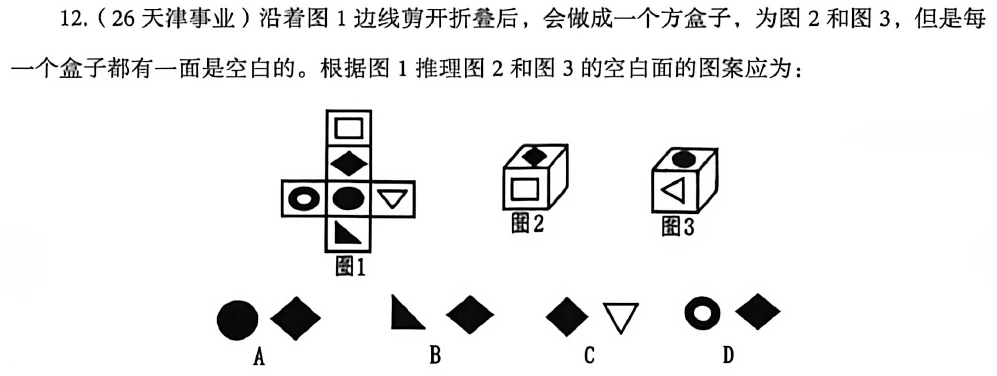 12.(26天津事业)沿着图1边线剪开折叠后，会做成一个方盒子，为图2和图3，但是每
一个盒子都有一面是空白的。根据图1推理图2和图3的空白面的图案应为：
图1
图2
图3
A
B
C
D